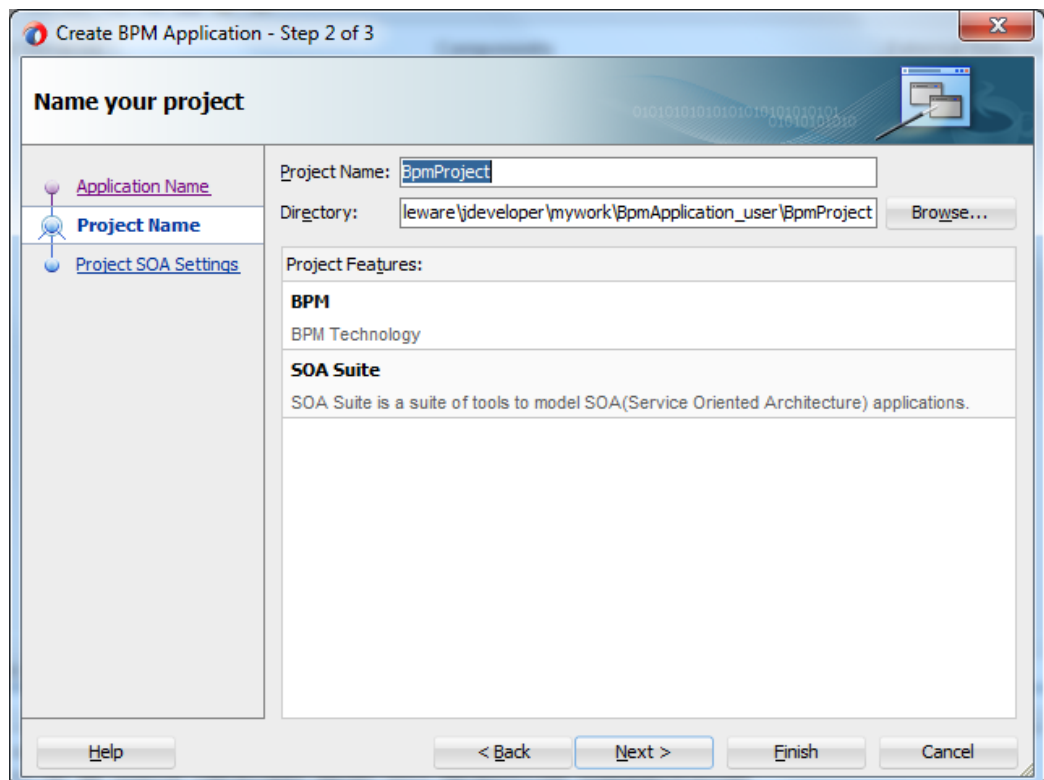 Create BPM Application - Step 2 of 3
Name your project
Application Name
Project Name
Project SOA Settings
Project Name: BpmProject
Directory: leware\jdeveloper\mywork\BpmApplication_user\BpmProject Browse...
Project Features:
BPM
BPM Technology
SOA Suite
SOA Suite is a suite of tools to model SOA(Service Oriented Architecture) applications.
Help < Back Next > Finish Cancel